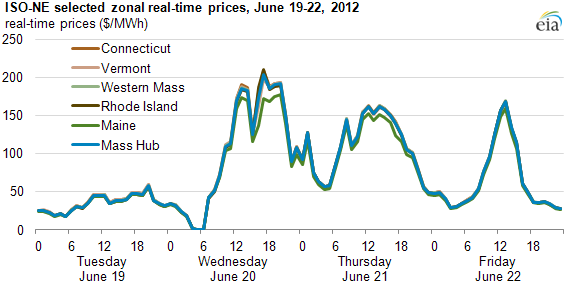 ISO-NE selected zonal real-time prices, June 19-22, 2012
real-time prices ($/MWh)
eia
250
200
150
100
50
0
Connecticut
Vermont
Western Mass
Rhode Island
Maine
Mass Hub
0 6 12 18 0 6 12 18 0 6 12 18 0 6 12 18
Tuesday Wednesday Thursday Friday
June 19 June 20 June 21 June 22